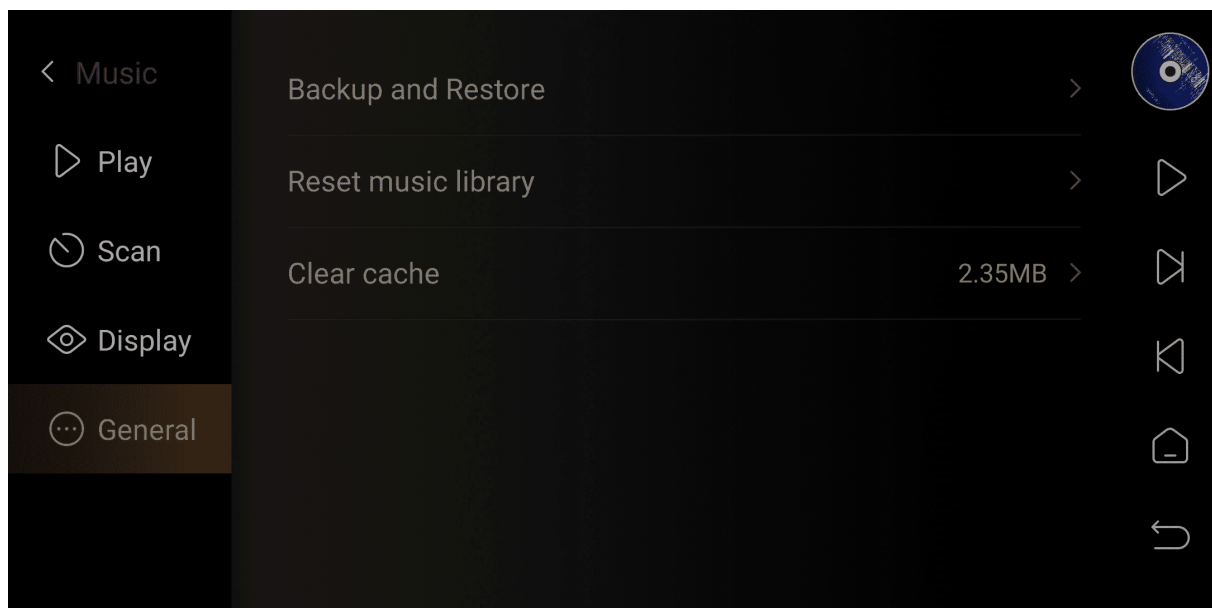 Music
Play
Scan
Display
General
Backup and Restore
Reset music library
Clear cache 2.35MB